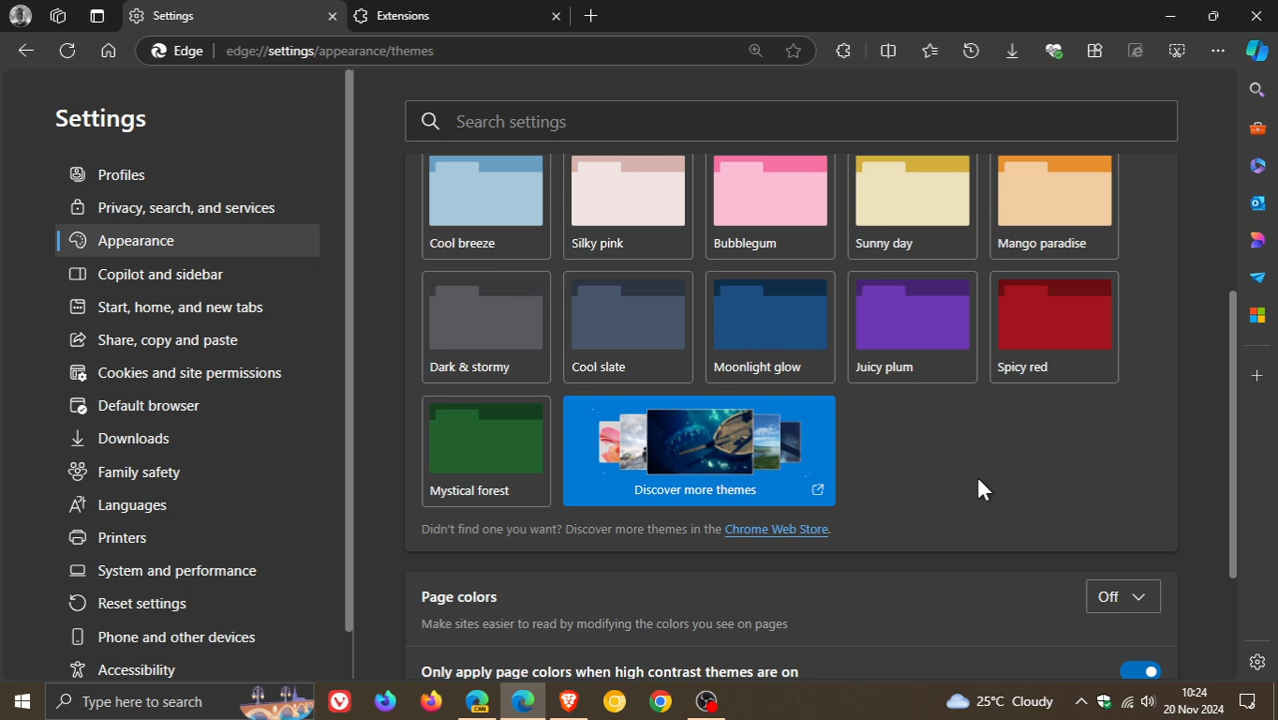 Settings
Extensions
Edge
edge://settings/appearance/themes
Settings
Profiles
Privacy, search, and services
Appearance
Copilot and sidebar
Start, home, and new tabs
Share, copy and paste
Cookies and site permissions
Default browser
Downloads
Family safety
Languages
Printers
System and performance
Reset settings
Phone and other devices
Accessibility
Search settings
Cool breeze
Silky pink
Bubblegum
Sunny day
Mango paradise
Dark & stormy
Cool slate
Moonlight glow
Juicy plum
Spicy red
Mystical forest
Discover more themes
Didn't find one you want? Discover more themes in the Chrome Web Store.
Page colors
Off
Make sites easier to read by modifying the colors you see on pages
Only apply page colors when high contrast themes are on
Type here to search
CAN
25°C Cloudy
10:24
20 Nov 2024